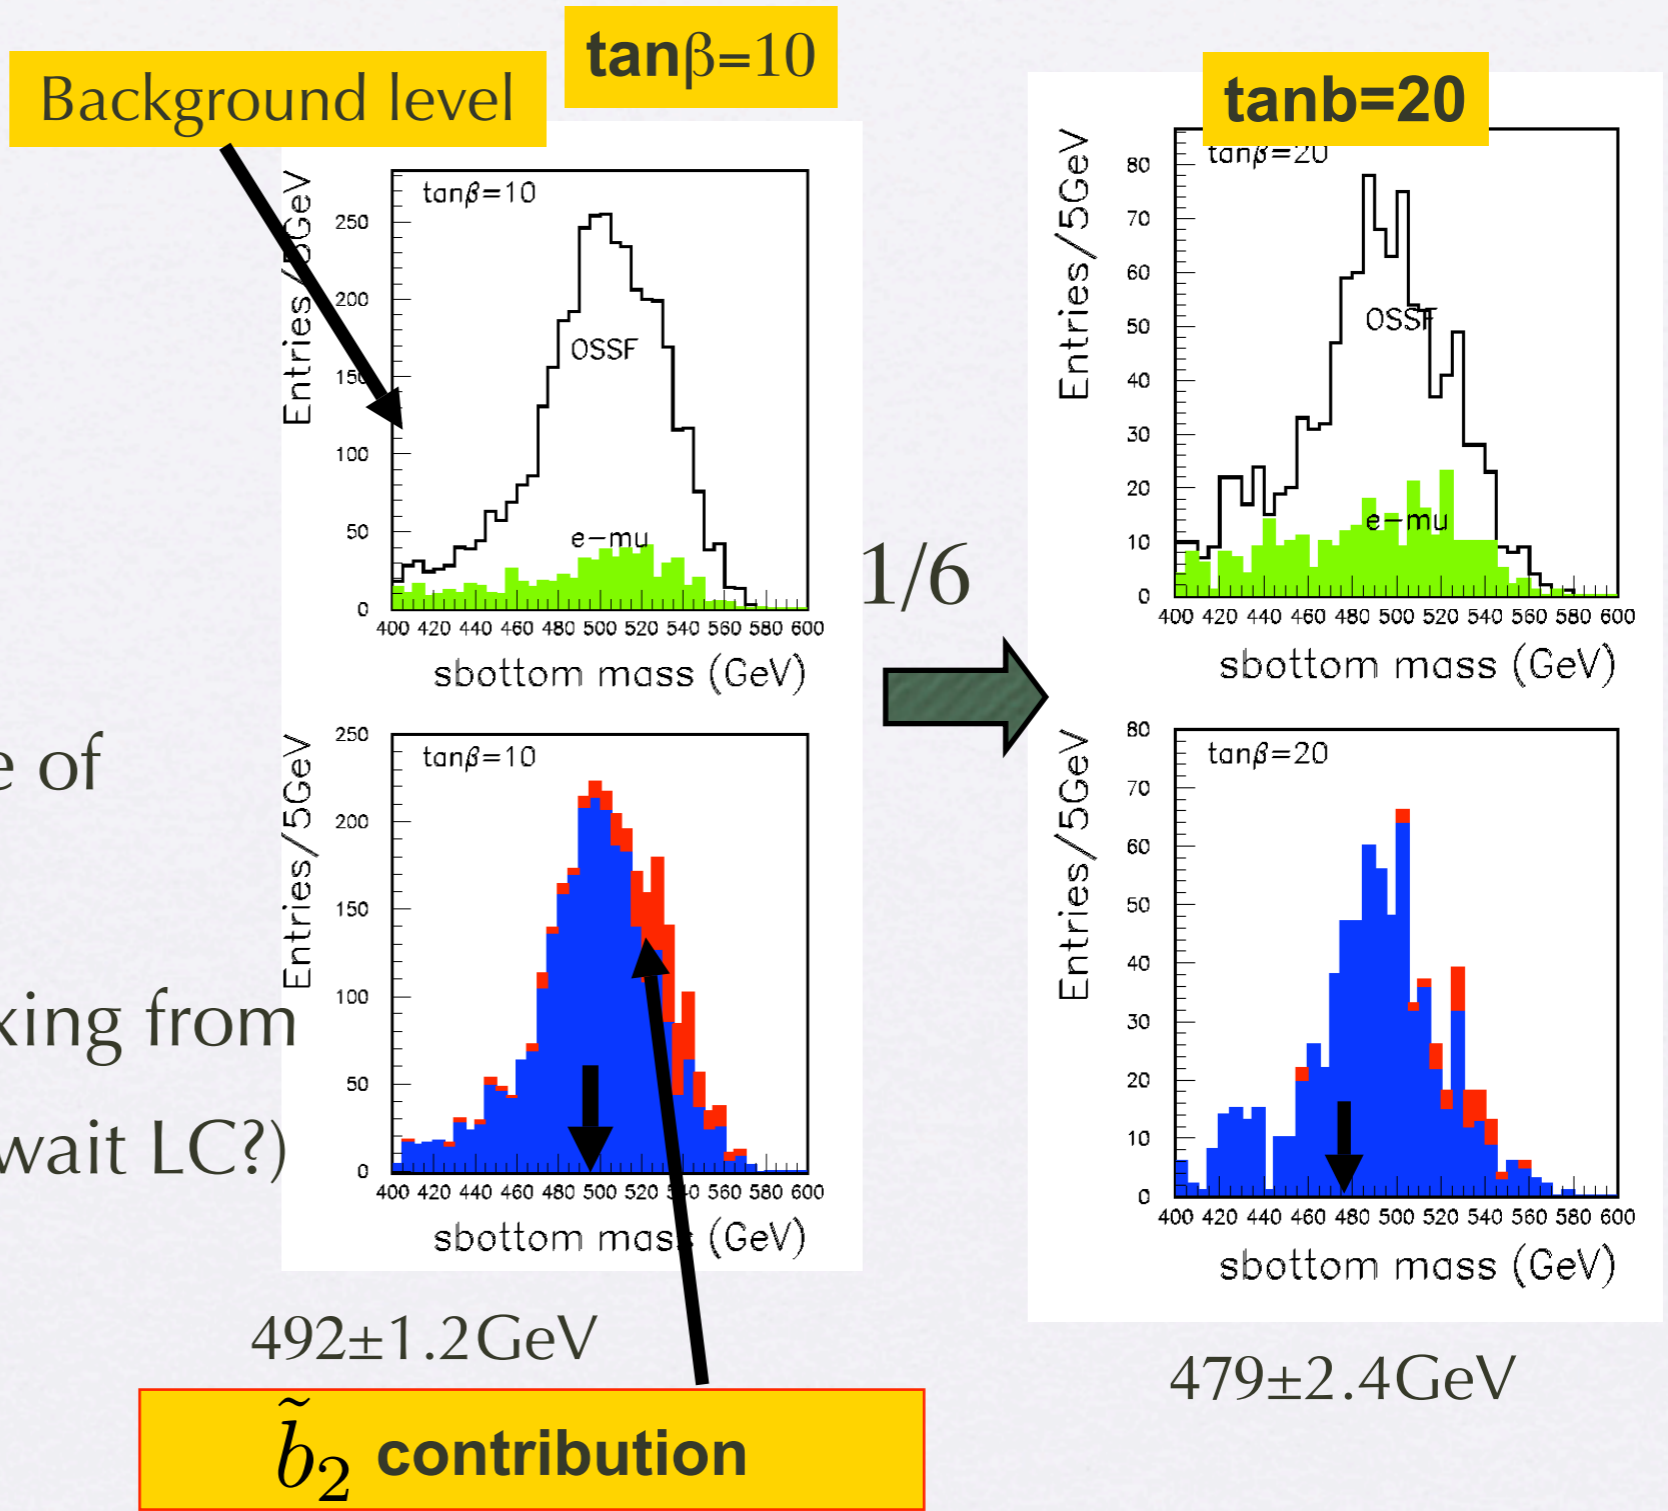 Background level
tanβ=10
tanb=20
tanβ=10
Entries/5GeV
250
200
150
100
50
0
OSSF
e-mu
400 420 440 460 480 500 520 540 560 580 600
sbottom mass (GeV)
1/6
tanβ=20
Entries/5GeV
80
70
60
50
40
30
20
10
0
OSSF
e-mu
400 420 440 460 480 500 520 540 560 580 600
sbottom mass (GeV)
e of
king from
wait LC?)
tanβ=10
Entries/5GeV
250
200
150
100
50
0
400 420 440 460 480 500 520 540 560 580 600
sbottom mass (GeV)
492±1.2GeV
tanβ=20
Entries/5GeV
80
70
60
50
40
30
20
10
0
400 420 440 460 480 500 520 540 560 580 600
sbottom mass (GeV)
479±2.4GeV
b̃₂ contribution